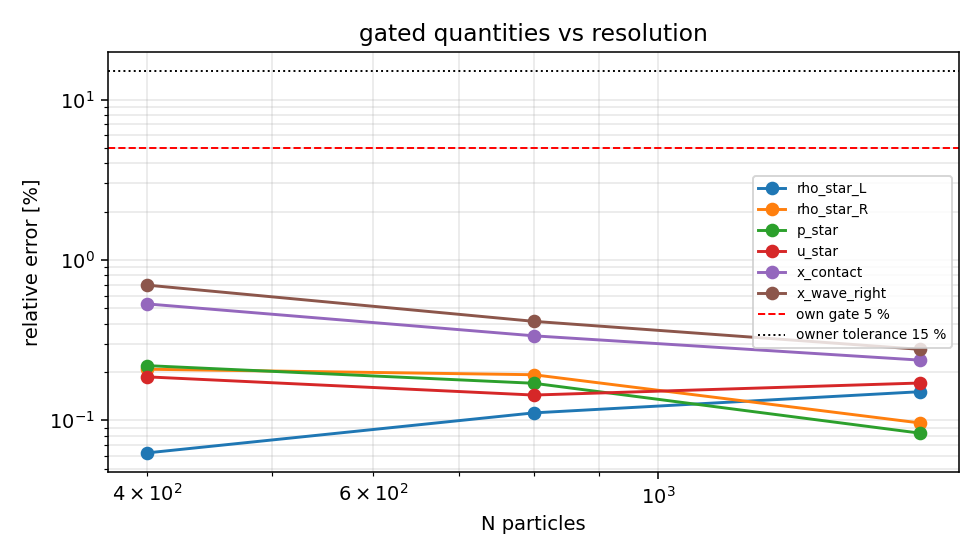 gated quantities vs resolution
relative error [%]
10¹
10⁰
10⁻¹
rho_star_L
rho_star_R
p_star
u_star
x_contact
x_wave_right
own gate 5 %
owner tolerance 15 %
4 × 10²
6 × 10²
10³
N particles